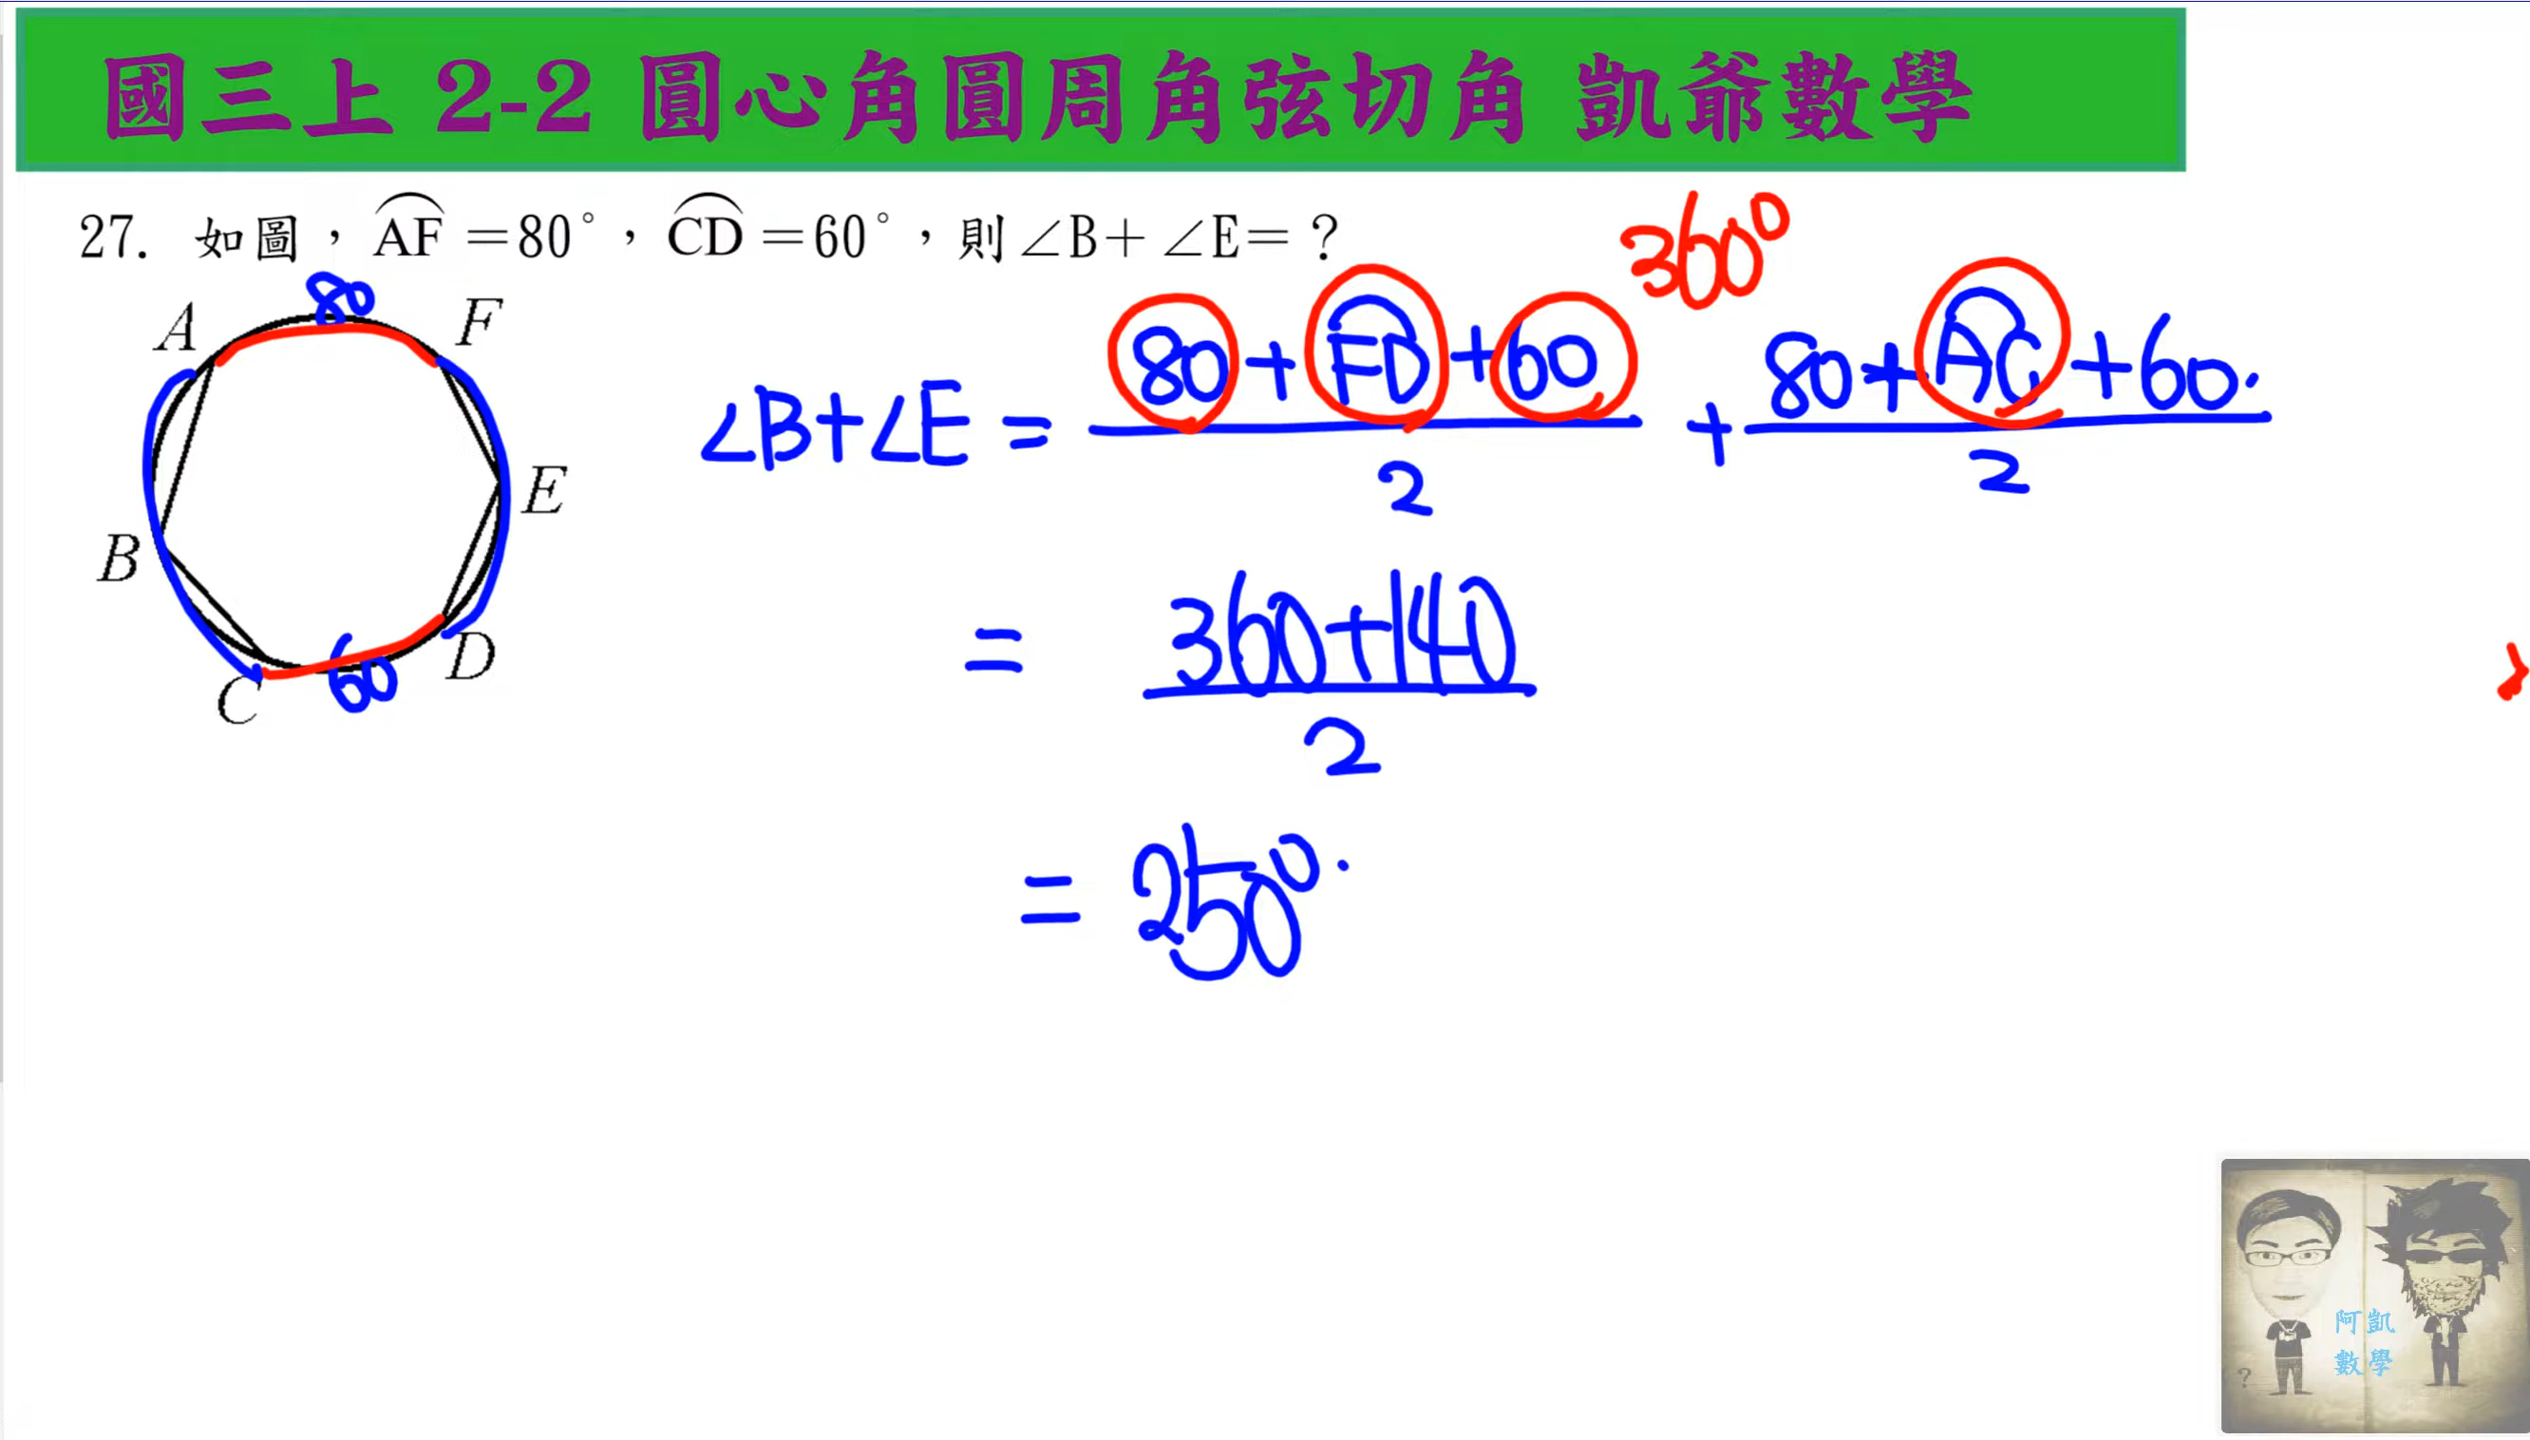 國三上 2-2 圓心角圓周角弦切角 凱爺數學
27. 如圖，AF⌒=80°，CD⌒=60°，則∠B+∠E=？
360°
80
A
F
E
B
D
C
60
∠B+∠E = (80+FD⌒+60)/2 + (80+AC⌒+60.)/2
= (360+140)/2
= 250°.
阿凱
數學
?